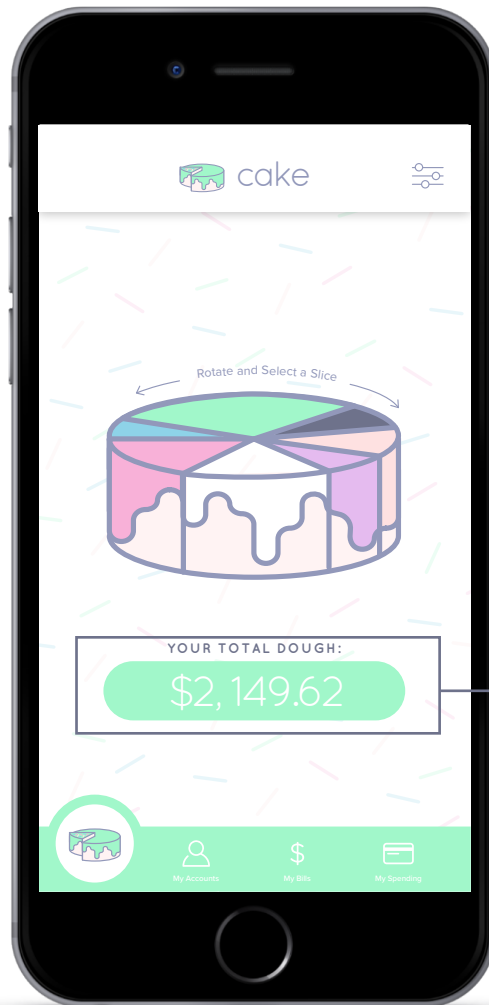 cake
Rotate and Select a Slice
YOUR TOTAL DOUGH:
$2, 149.62
My Accounts
$
My Bills
My Spending